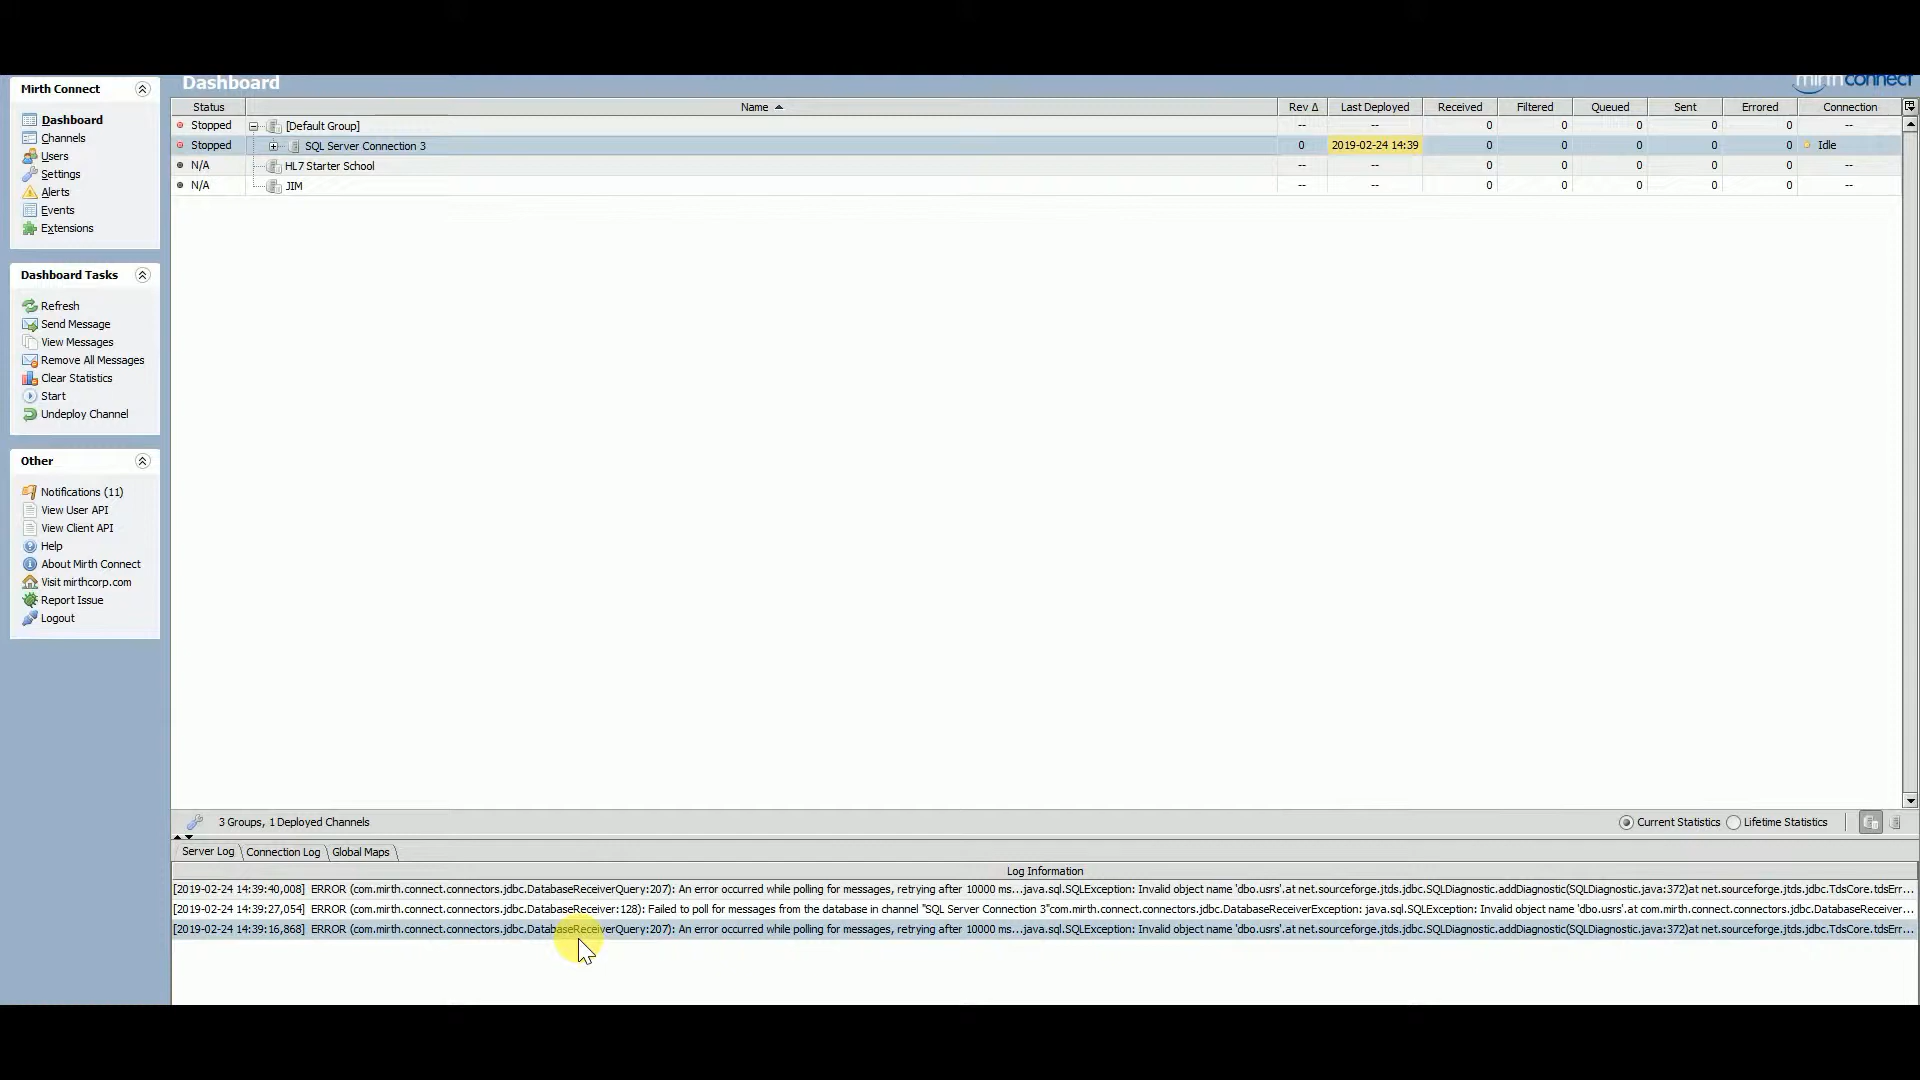 Dashboard
mirth connect
Mirth Connect
Dashboard
Channels
Users
Settings
Alerts
Events
Extensions
Dashboard Tasks
Refresh
Send Message
View Messages
Remove All Messages
Clear Statistics
Start
Undeploy Channel
Other
Notifications (11)
View User API
View Client API
Help
About Mirth Connect
Visit mirthcorp.com
Report Issue
Logout
Status Name Rev Δ Last Deployed Received Filtered Queued Sent Errored Connection
Stopped [Default Group] -- -- 0 0 0 0 0 --
Stopped SQL Server Connection 3 0 2019-02-24 14:39 0 0 0 0 0 Idle
N/A HL7 Starter School -- -- 0 0 0 0 0 --
N/A JIM -- -- 0 0 0 0 0 --
3 Groups, 1 Deployed Channels Current Statistics Lifetime Statistics
Server Log Connection Log Global Maps
Log Information
[2019-02-24 14:39:40,008] ERROR (com.mirth.connect.connectors.jdbc.DatabaseReceiverQuery:207): An error occurred while polling for messages, retrying after 10000 ms...java.sql.SQLException: Invalid object name 'dbo.usrs'.at net.sourceforge.jtds.jdbc.SQLDiagnostic.addDiagnostic(SQLDiagnostic.java:372)at net.sourceforge.jtds.jdbc.TdsCore.tdsErr...
[2019-02-24 14:39:27,054] ERROR (com.mirth.connect.connectors.jdbc.DatabaseReceiver:128): Failed to poll for messages from the database in channel "SQL Server Connection 3"com.mirth.connect.connectors.jdbc.DatabaseReceiverException: java.sql.SQLException: Invalid object name 'dbo.usrs'.at com.mirth.connect.connectors.jdbc.DatabaseReceiver...
[2019-02-24 14:39:16,868] ERROR (com.mirth.connect.connectors.jdbc.DatabaseReceiverQuery:207): An error occurred while polling for messages, retrying after 10000 ms...java.sql.SQLException: Invalid object name 'dbo.usrs'.at net.sourceforge.jtds.jdbc.SQLDiagnostic.addDiagnostic(SQLDiagnostic.java:372)at net.sourceforge.jtds.jdbc.TdsCore.tdsErr...